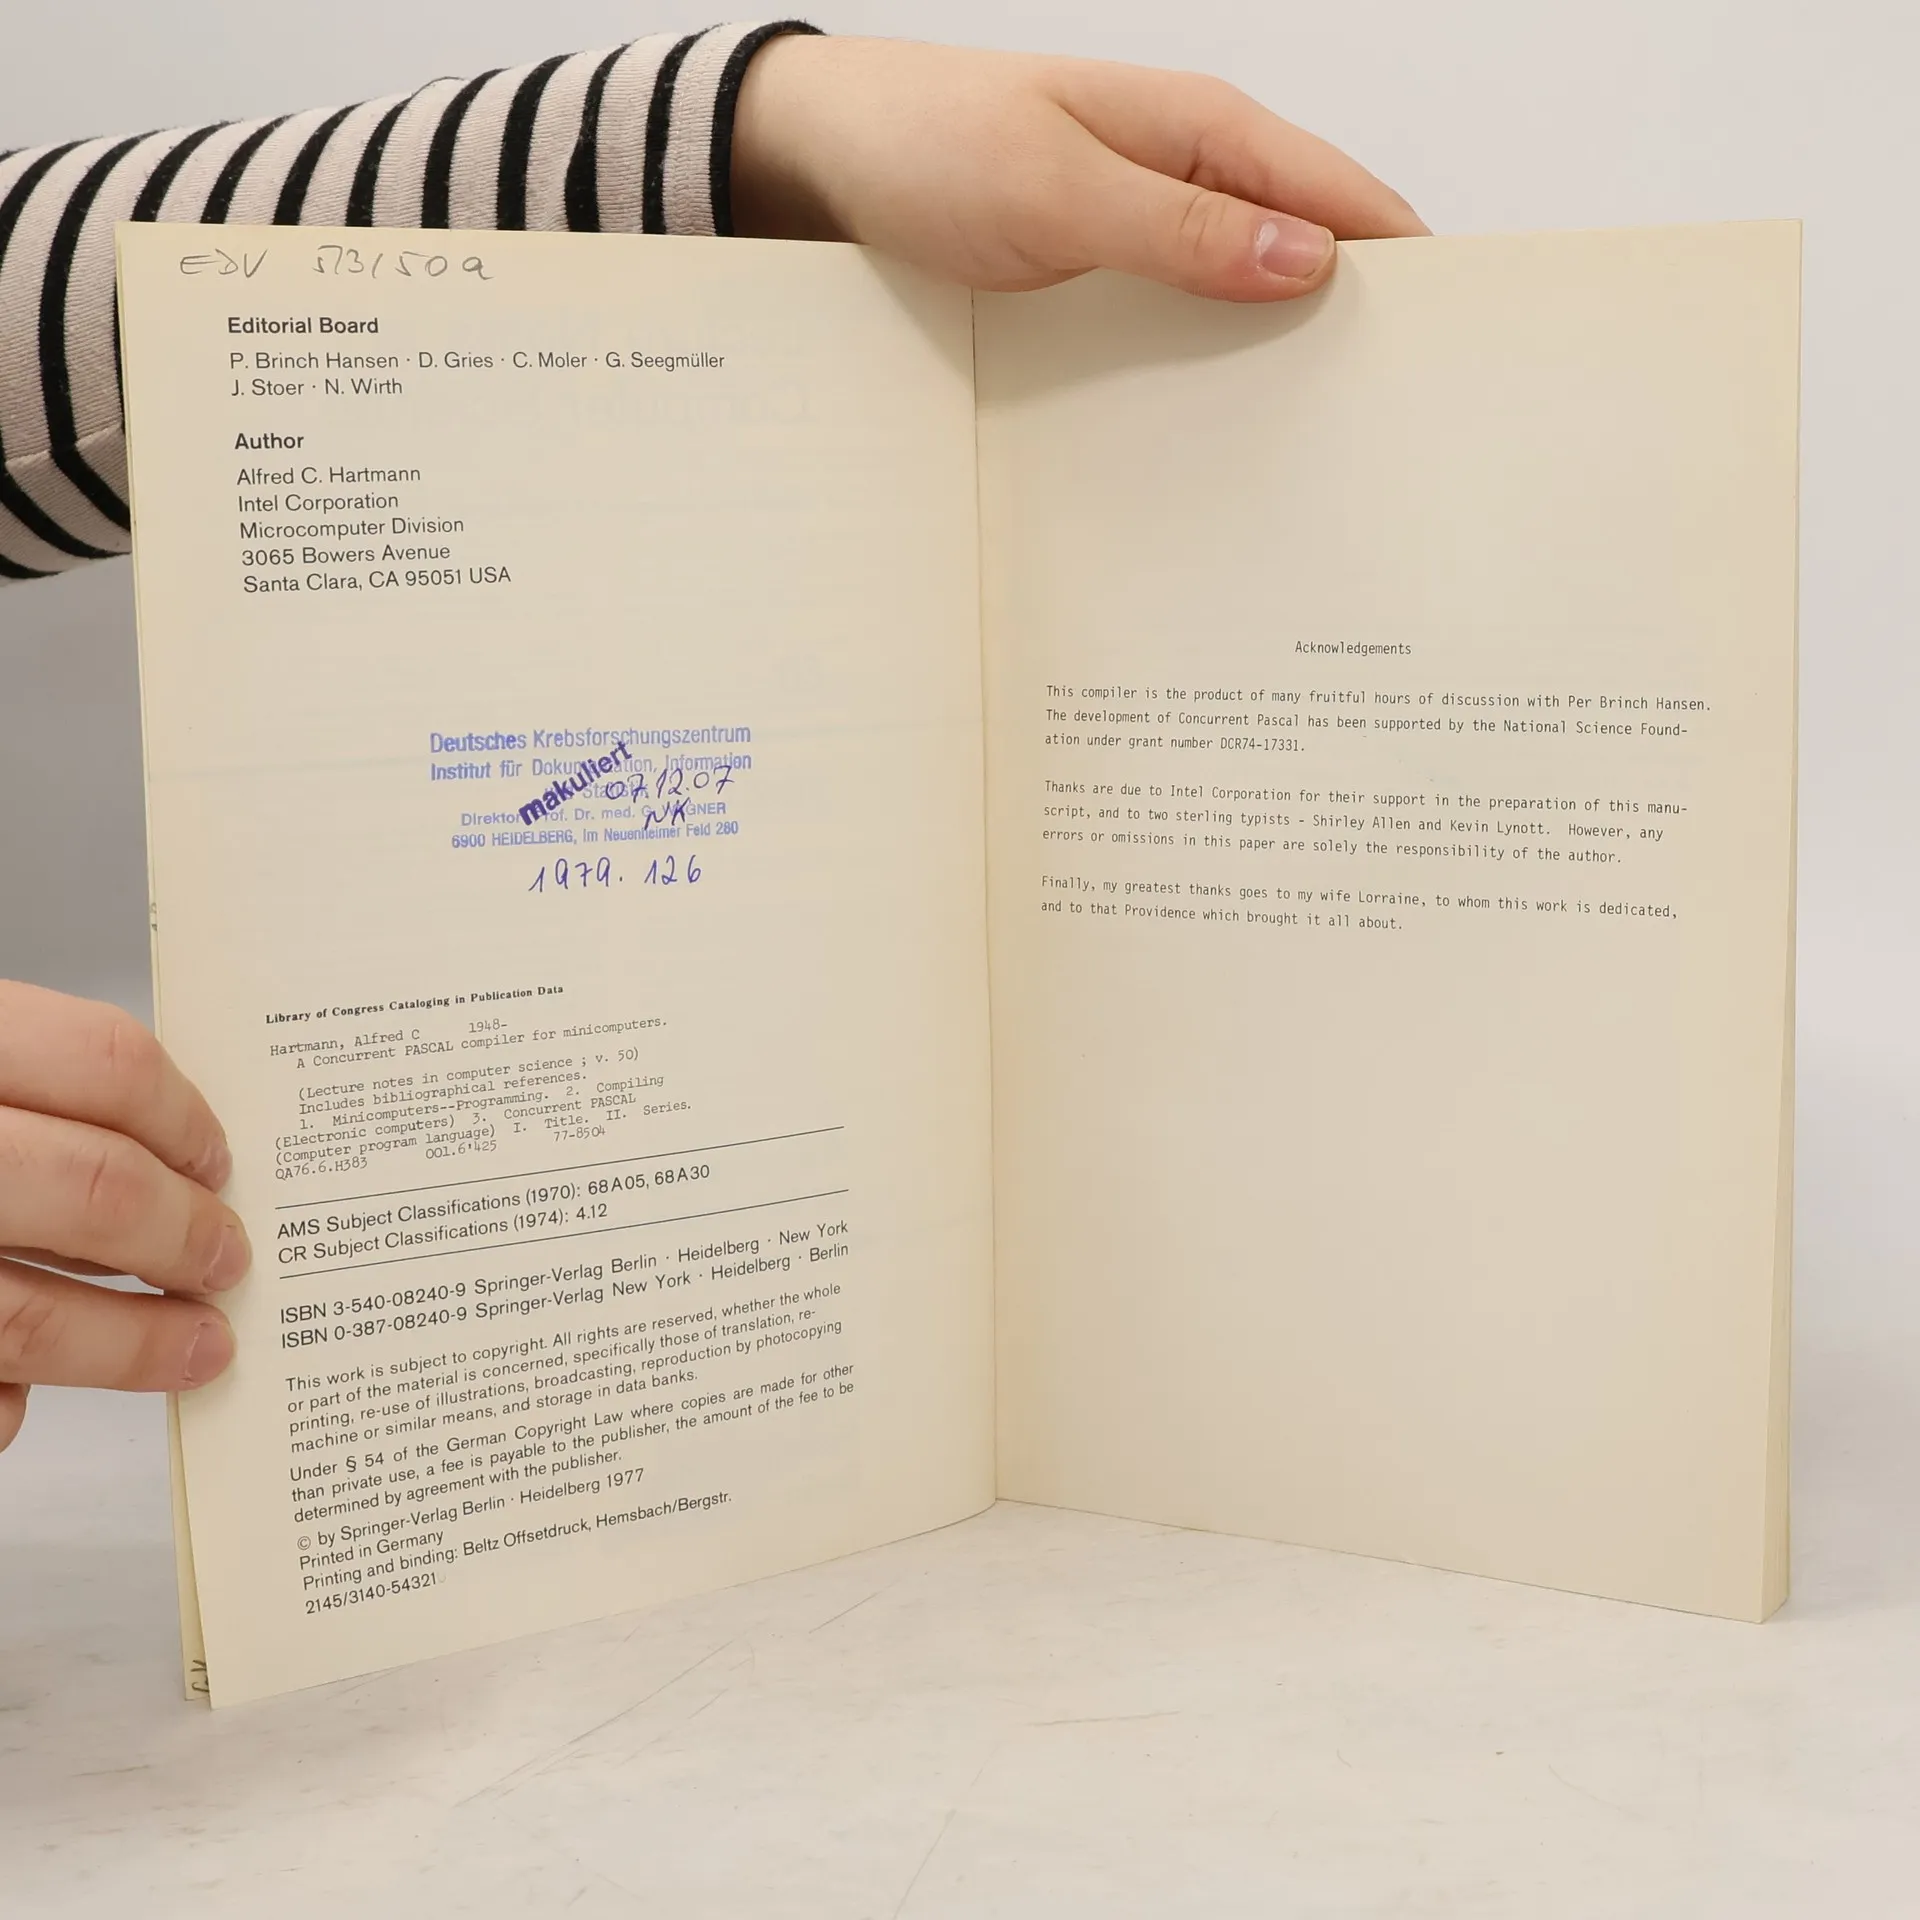 EDV 573/50a
Editorial Board
P. Brinch Hansen · D. Gries · C. Moler · G. Seegmüller
J. Stoer · N. Wirth
Author
Alfred C. Hartmann
Intel Corporation
Microcomputer Division
3065 Bowers Avenue
Santa Clara, CA 95051 USA
Deutsches Krebsforschungszentrum
Institut für Dokumentation, Information
makuliert
07.12.07
NK
Direktor Prof. Dr. med. G. WAGNER
6900 HEIDELBERG, Im Neuenheimer Feld 280
1979. 126
Library of Congress Cataloging in Publication Data
Hartmann, Alfred C 1948-
A Concurrent PASCAL compiler for minicomputers.
(Lecture notes in computer science ; v. 50)
Includes bibliographical references.
1. Minicomputers--Programming. 2. Compiling
(Electronic computers) 3. Concurrent PASCAL
(Computer program language) I. Title. II. Series.
QA76.6.H383 001.6'425 77-8504
AMS Subject Classifications (1970): 68A05, 68A30
CR Subject Classifications (1974): 4.12
ISBN 3-540-08240-9 Springer-Verlag Berlin · Heidelberg · New York
ISBN 0-387-08240-9 Springer-Verlag New York · Heidelberg · Berlin
This work is subject to copyright. All rights are reserved, whether the whole
or part of the material is concerned, specifically those of translation, re-
printing, re-use of illustrations, broadcasting, reproduction by photocopying
machine or similar means, and storage in data banks.
Under § 54 of the German Copyright Law where copies are made for other
than private use, a fee is payable to the publisher, the amount of the fee to be
determined by agreement with the publisher.
© by Springer-Verlag Berlin · Heidelberg 1977
Printed in Germany
Printing and binding: Beltz Offsetdruck, Hemsbach/Bergstr.
2145/3140-54321
Acknowledgements
This compiler is the product of many fruitful hours of discussion with Per Brinch Hansen.
The development of Concurrent Pascal has been supported by the National Science Found-
ation under grant number DCR74-17331.
Thanks are due to Intel Corporation for their support in the preparation of this manu-
script, and to two sterling typists - Shirley Allen and Kevin Lynott. However, any
errors or omissions in this paper are solely the responsibility of the author.
Finally, my greatest thanks goes to my wife Lorraine, to whom this work is dedicated,
and to that Providence which brought it all about.